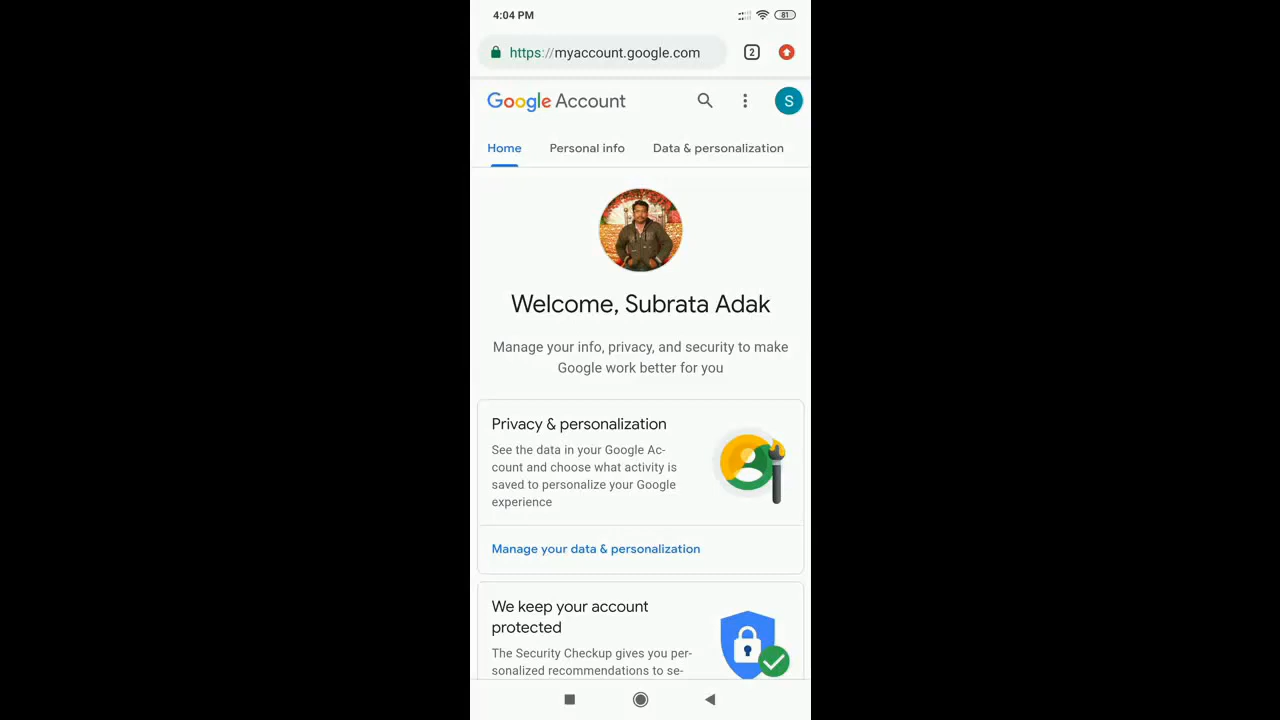 4:04 PM
81
https://myaccount.google.com
2
Google Account
S
Home Personal info Data & personalization
Welcome, Subrata Adak
Manage your info, privacy, and security to make
Google work better for you
Privacy & personalization
See the data in your Google Ac-
count and choose what activity is
saved to personalize your Google
experience
Manage your data & personalization
We keep your account
protected
The Security Checkup gives you per-
sonalized recommendations to se-